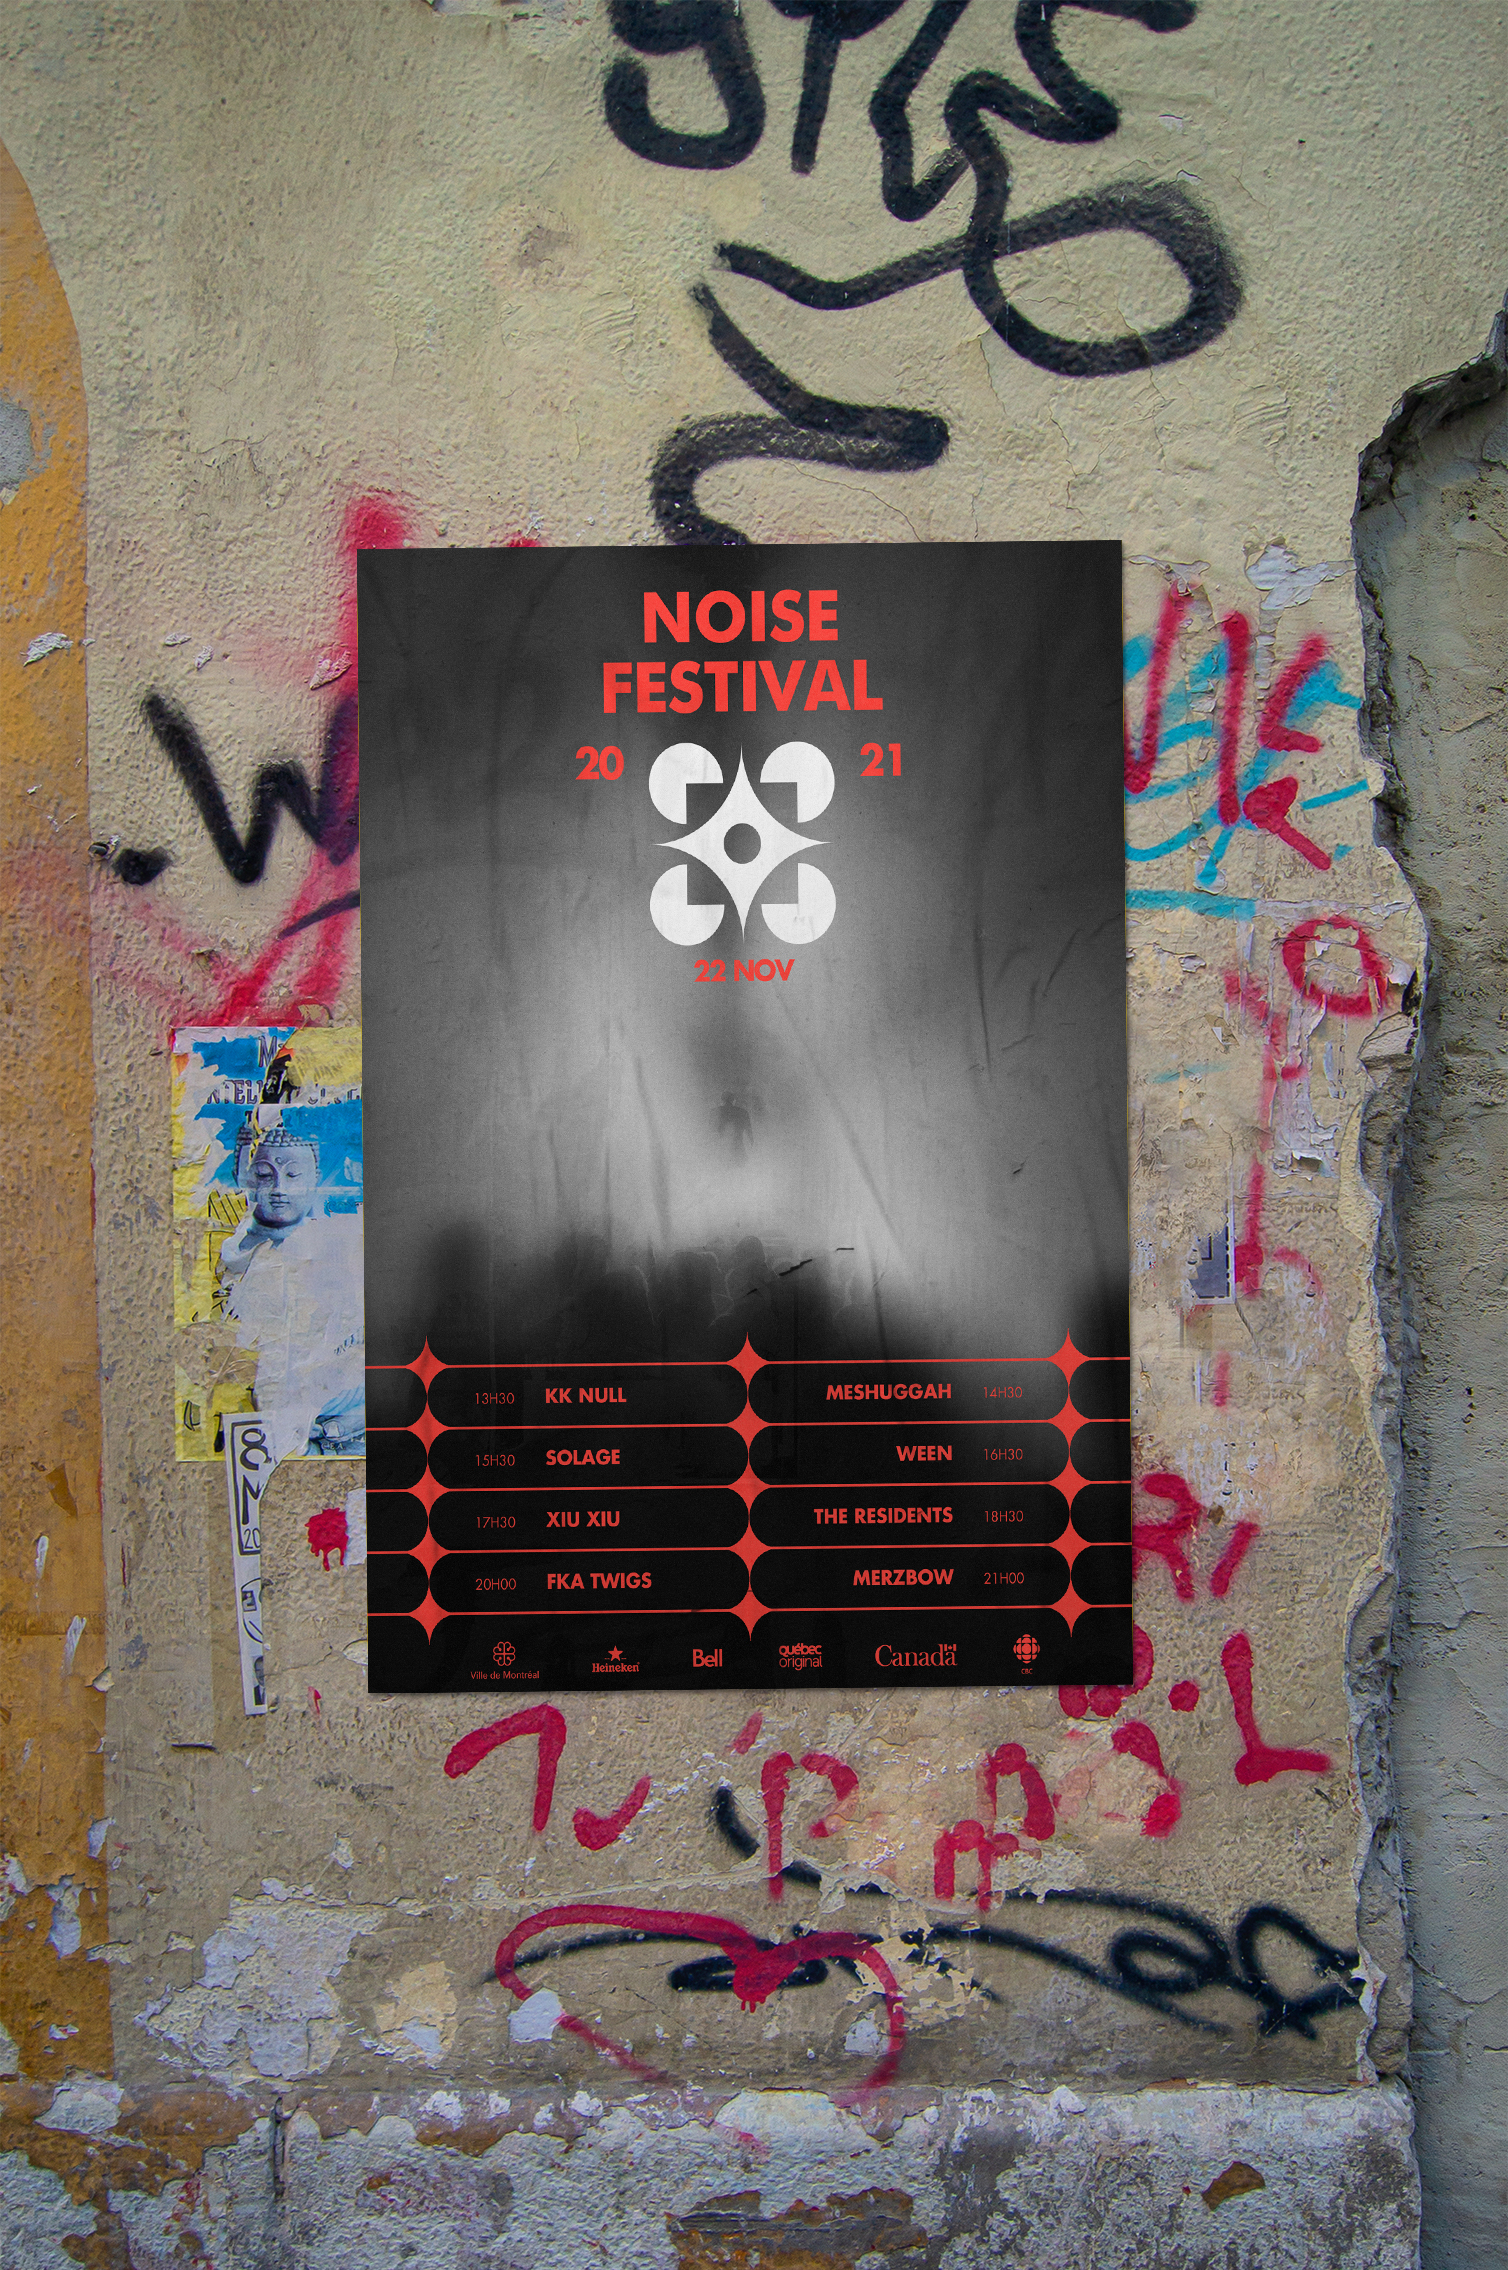 NOISE
FESTIVAL
20 21
22 NOV
13H30 KK NULL MESHUGGAH 14H30
15H30 SOLAGE WEEN 16H30
17H30 XIU XIU THE RESIDENTS 18H30
20H00 FKA TWIGS MERZBOW 21H00
Ville de Montréal
Heineken
Bell
québec
original
Canada
CBC